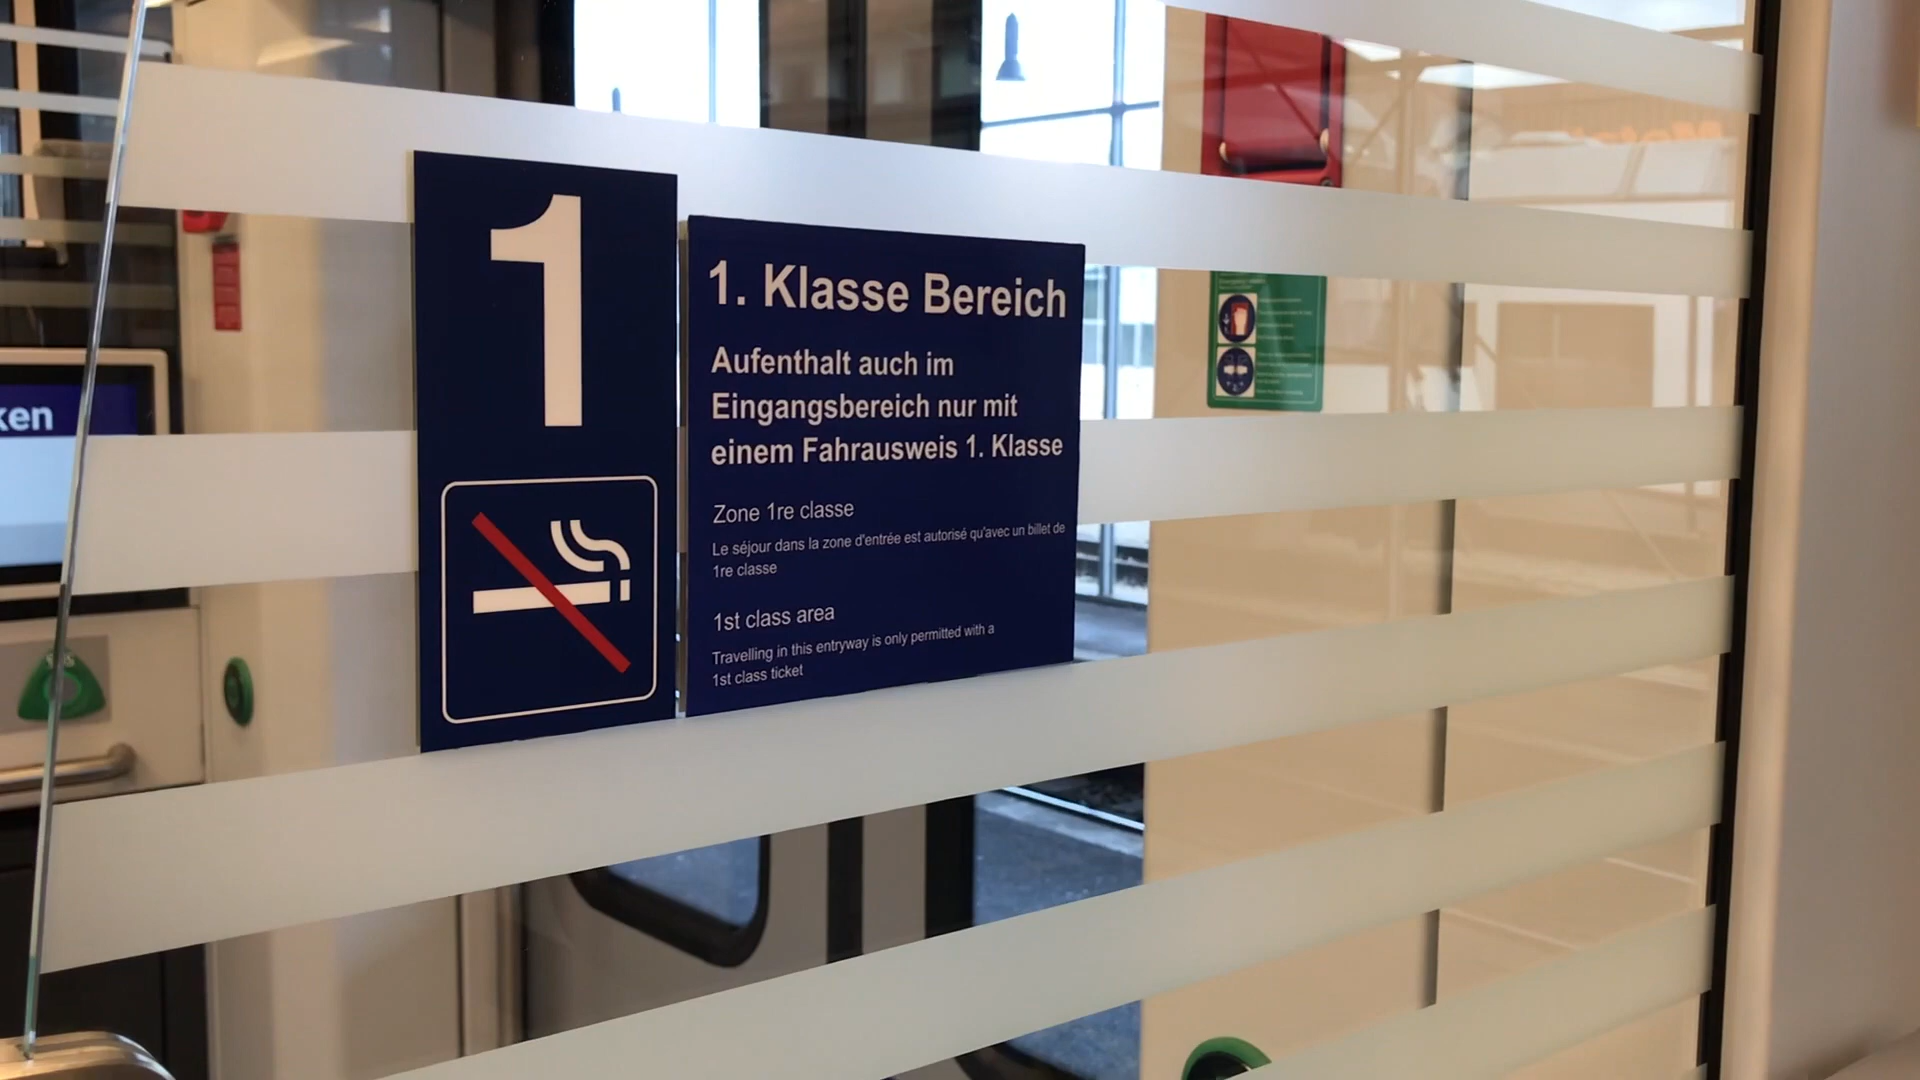 1
1. Klasse Bereich
Aufenthalt auch im
Eingangsbereich nur mit
einem Fahrausweis 1. Klasse
Zone 1re classe
Le séjour dans la zone d'entrée est autorisé qu'avec un billet de
1re classe
1st class area
Travelling in this entryway is only permitted with a
1st class ticket
ken